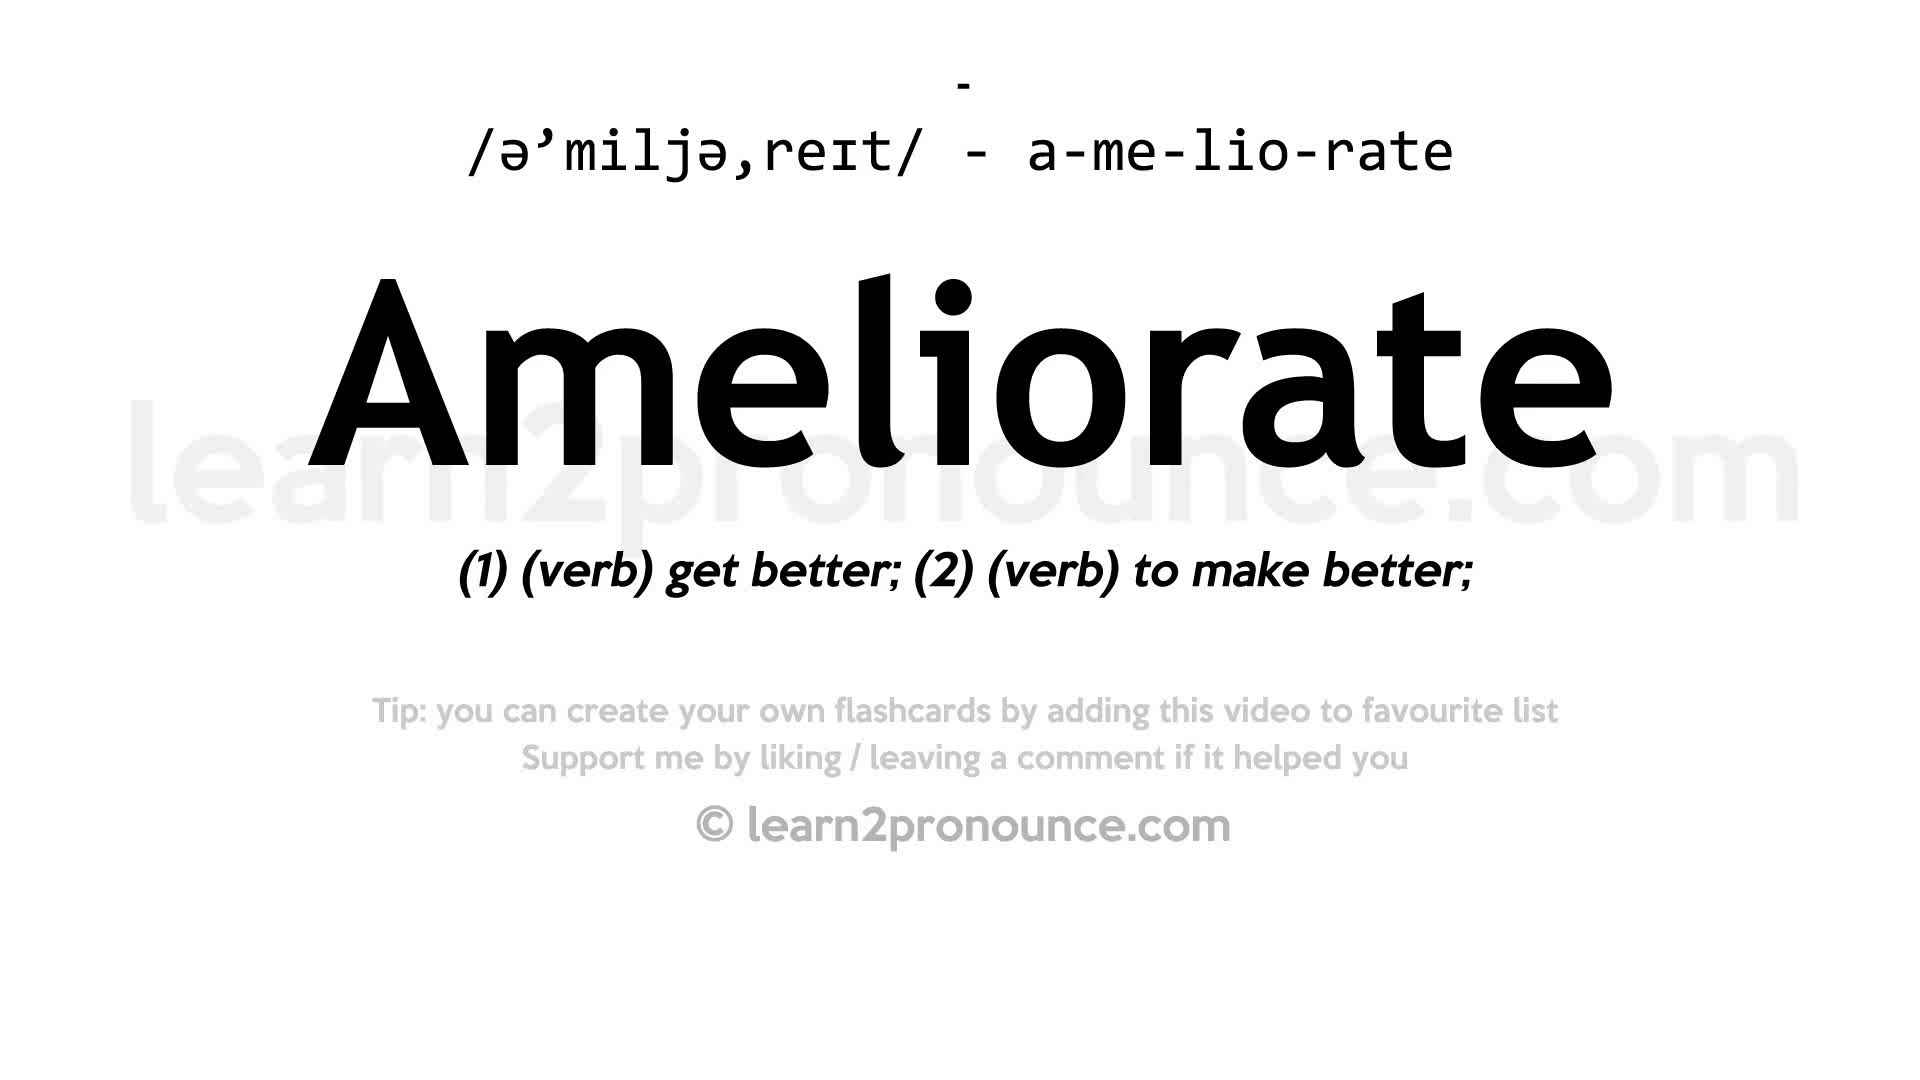 -
/ə’miljə,reɪt/ - a-me-lio-rate
Ameliorate
learn2pronounce.com
(1) (verb) get better; (2) (verb) to make better;
Tip: you can create your own flashcards by adding this video to favourite list
Support me by liking / leaving a comment if it helped you
© learn2pronounce.com